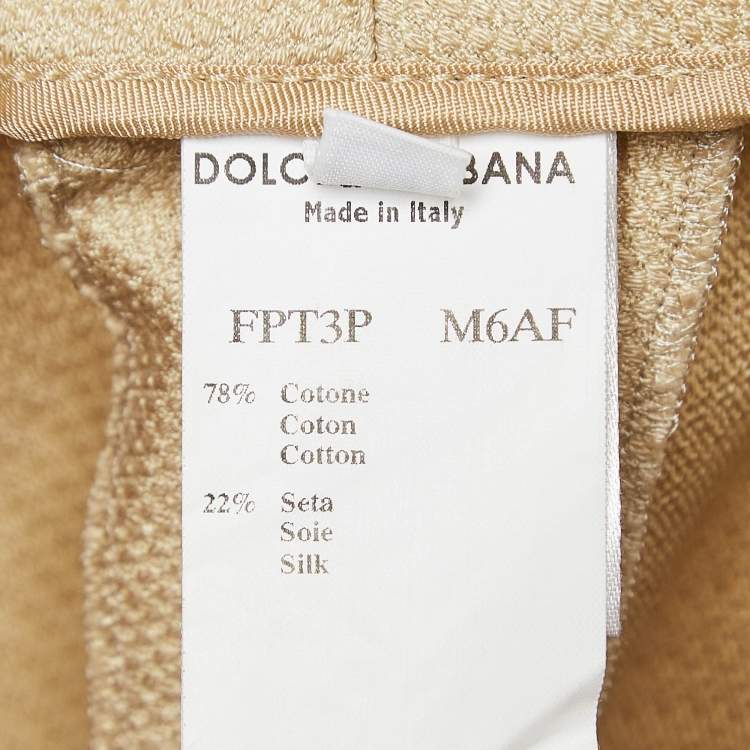 DOLC BANA
Made in Italy
FPT3P M6AF
78% Cotone
Coton
Cotton
22% Seta
Soie
Silk